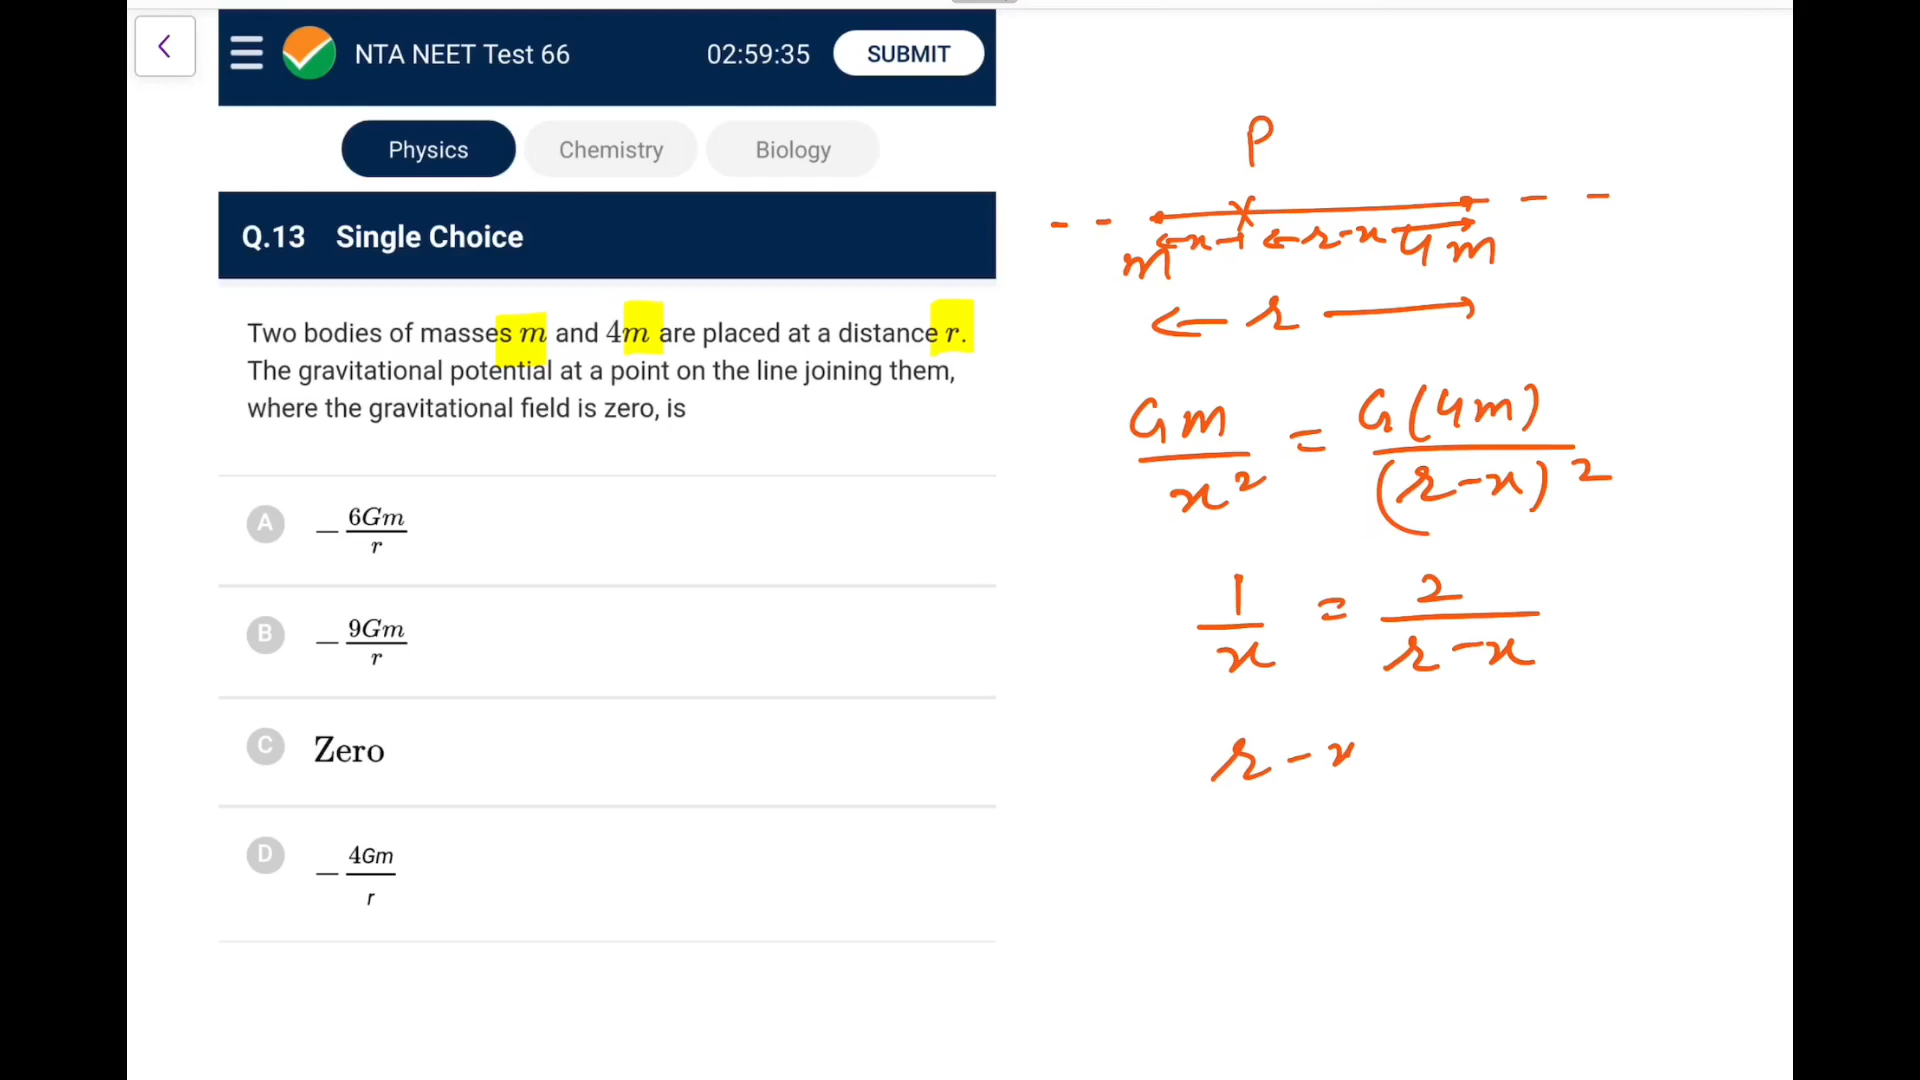 NTA NEET Test 66 02:59:35 SUBMIT
Physics Chemistry Biology
Q.13 Single Choice
Two bodies of masses m and 4m are placed at a distance r.
The gravitational potential at a point on the line joining them,
where the gravitational field is zero, is
A −6Gm/r
B −9Gm/r
C Zero
D −4Gm/r
P
m x r-x 4m
r
Gm/x² = G(4m)/(r-x)²
1/x = 2/(r-x)
r-x